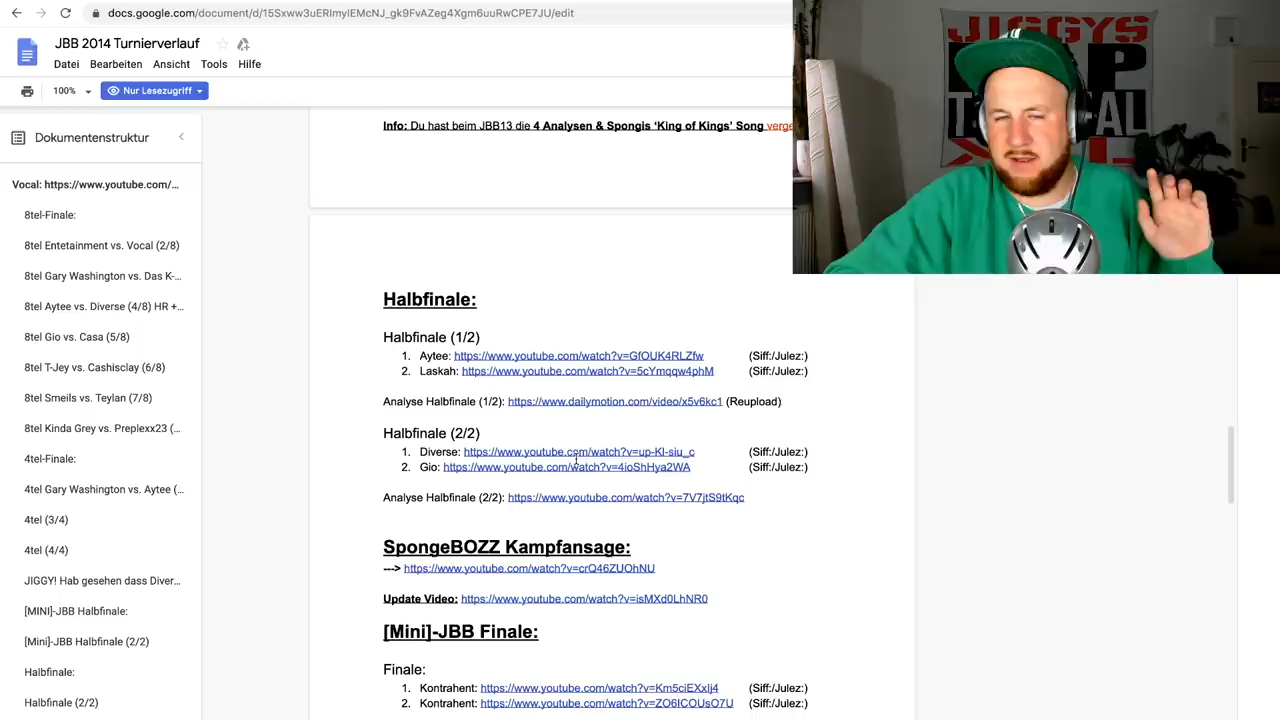 docs.google.com/document/d/15Sxww3uERImylEMcNJ_gk9FvAZeg4Xgm6uuRwCPE7JU/edit
JBB 2014 Turnierverlauf
Datei Bearbeiten Ansicht Tools Hilfe
100% Nur Lesezugriff
Dokumentenstruktur
Vocal: https://www.youtube.com/...
8tel-Finale:
8tel Entetainment vs. Vocal (2/8)
8tel Gary Washington vs. Das K-...
8tel Aytee vs. Diverse (4/8) HR +...
8tel Gio vs. Casa (5/8)
8tel T-Jey vs. Cashisclay (6/8)
8tel Smeils vs. Teylan (7/8)
8tel Kinda Grey vs. Preplexx23 (...
4tel-Finale:
4tel Gary Washington vs. Aytee (...
4tel (3/4)
4tel (4/4)
JIGGY! Hab gesehen dass Diver...
[MINI]-JBB Halbfinale:
[Mini]-JBB Halbfinale (2/2)
Halbfinale:
Halbfinale (2/2)
Info: Du hast beim JBB13 die 4 Analysen & Spongis ‘King of Kings’ Song verge
Halbfinale:
Halbfinale (1/2)
1. Aytee: https://www.youtube.com/watch?v=GfOUK4RLZfw (Siff:/Julez:)
2. Laskah: https://www.youtube.com/watch?v=5cYmqqw4phM (Siff:/Julez:)
Analyse Halbfinale (1/2): https://www.dailymotion.com/video/x5v6kc1 (Reupload)
Halbfinale (2/2)
1. Diverse: https://www.youtube.com/watch?v=up-Kl-siu_c (Siff:/Julez:)
2. Gio: https://www.youtube.com/watch?v=4ioShHya2WA (Siff:/Julez:)
Analyse Halbfinale (2/2): https://www.youtube.com/watch?v=7V7jtS9tKqc
SpongeBOZZ Kampfansage:
---> https://www.youtube.com/watch?v=crQ46ZUOhNU
Update Video: https://www.youtube.com/watch?v=isMXd0LhNR0
[Mini]-JBB Finale:
Finale:
1. Kontrahent: https://www.youtube.com/watch?v=Km5ciEXxIj4 (Siff:/Julez:)
2. Kontrahent: https://www.youtube.com/watch?v=ZO6ICOUsO7U (Siff:/Julez:)
JIGGYS